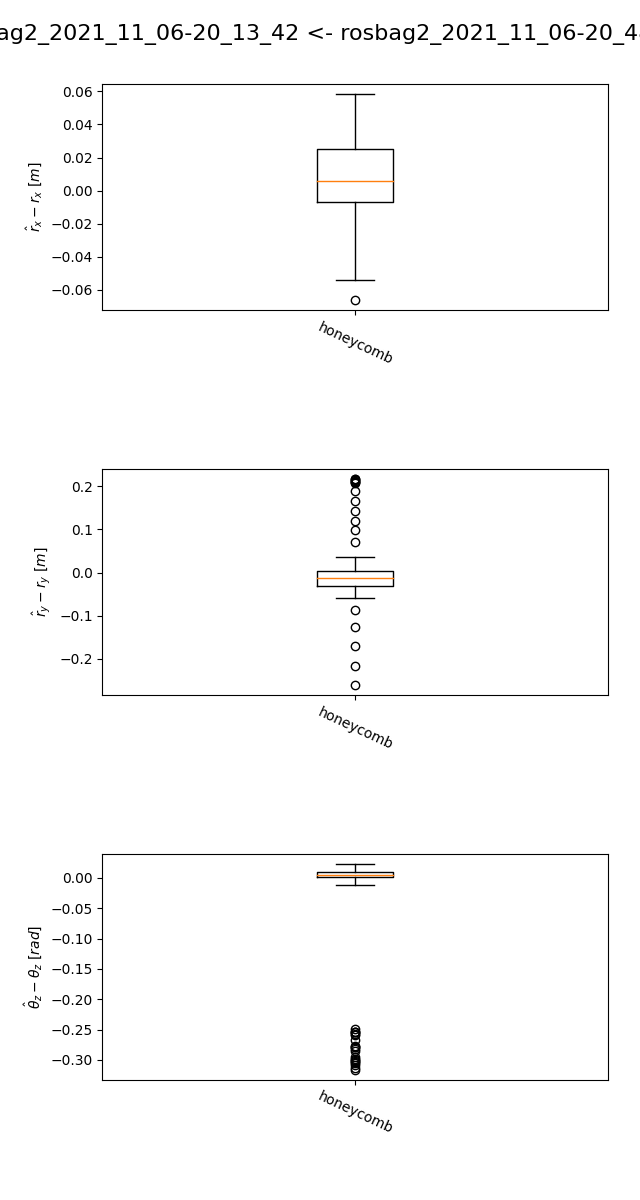 ag2_2021_11_06-20_13_42 <- rosbag2_2021_11_06-20_4
0.06
0.04
0.02
0.00
−0.02
−0.04
−0.06
r̂x − rx [m]
honeycomb
0.2
0.1
0.0
−0.1
−0.2
r̂y − ry [m]
honeycomb
0.00
−0.05
−0.10
−0.15
−0.20
−0.25
−0.30
θ̂z − θz [rad]
honeycomb